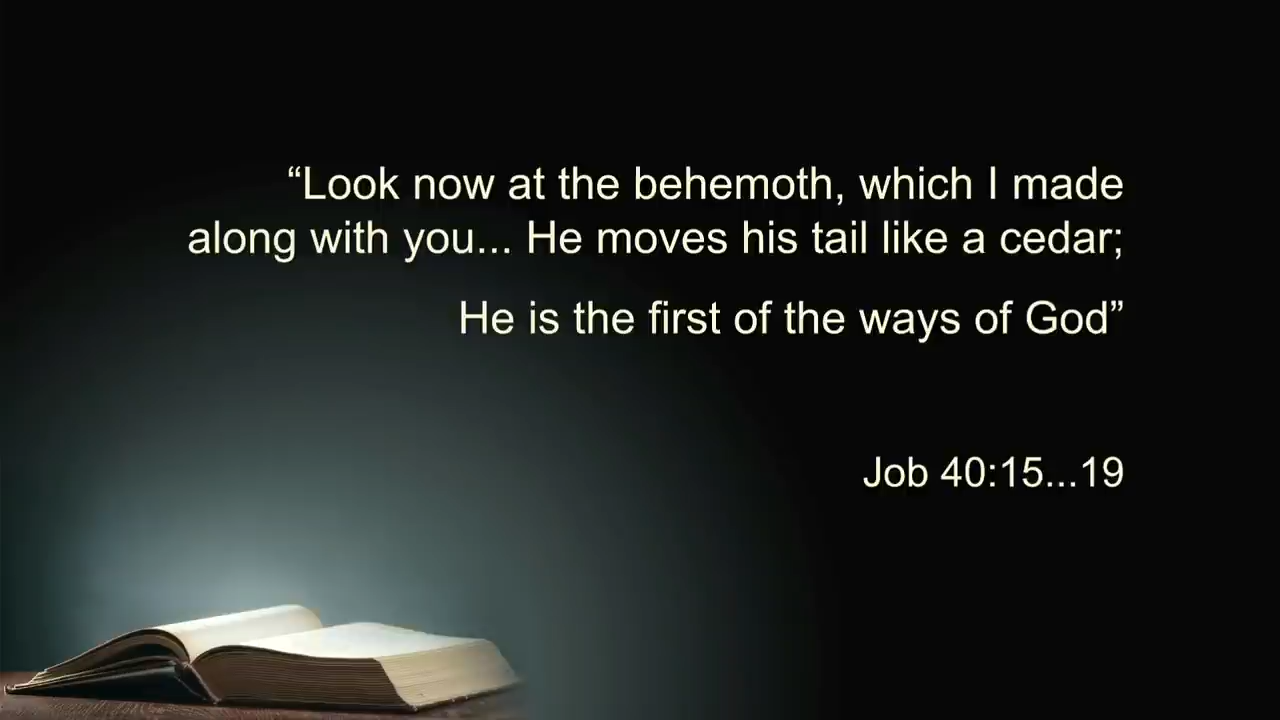 “Look now at the behemoth, which I made
along with you... He moves his tail like a cedar;
He is the first of the ways of God”
Job 40:15...19